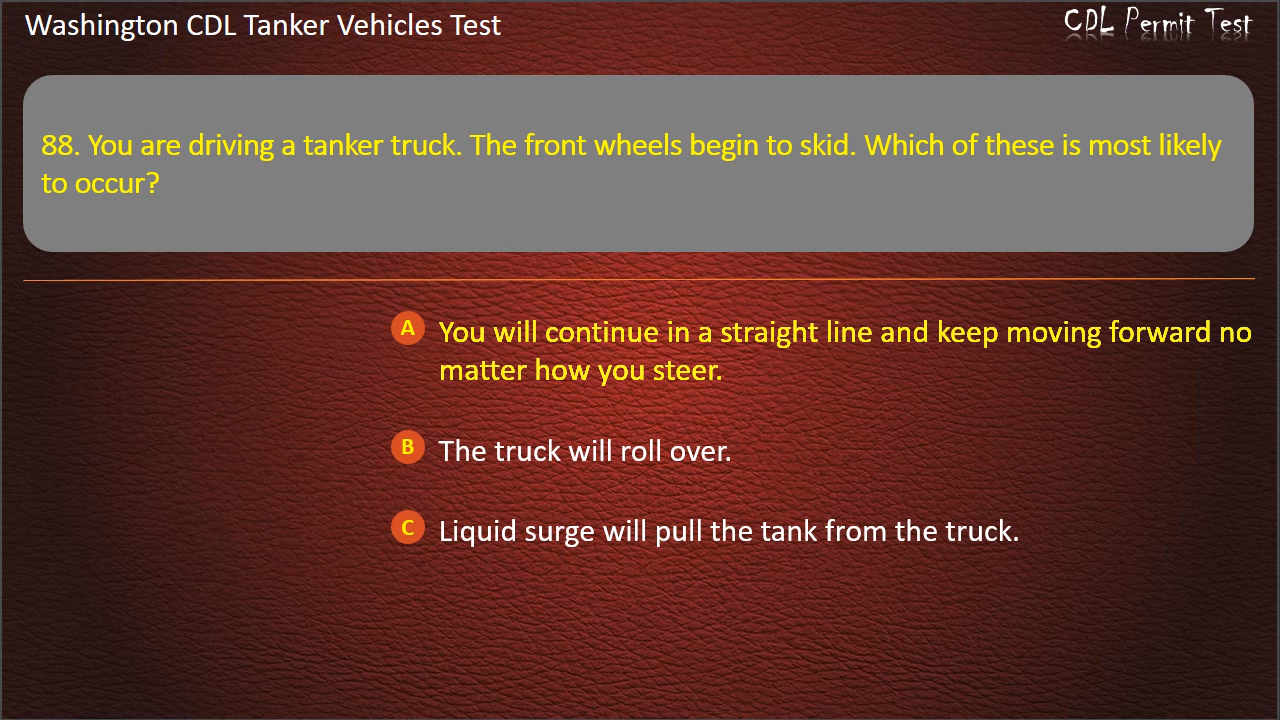 Washington CDL Tanker Vehicles Test
CDL Permit Test
88. You are driving a tanker truck. The front wheels begin to skid. Which of these is most likely
to occur?
A You will continue in a straight line and keep moving forward no
matter how you steer.
B The truck will roll over.
C Liquid surge will pull the tank from the truck.